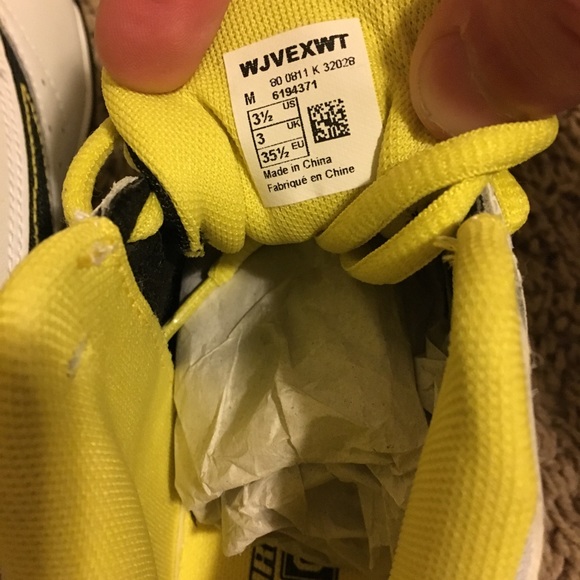 WJVEXWT
80 0811 K 32028
M 6194371
3½ US
3 UK
35½ EU
Made in China
Fabriqué en Chine